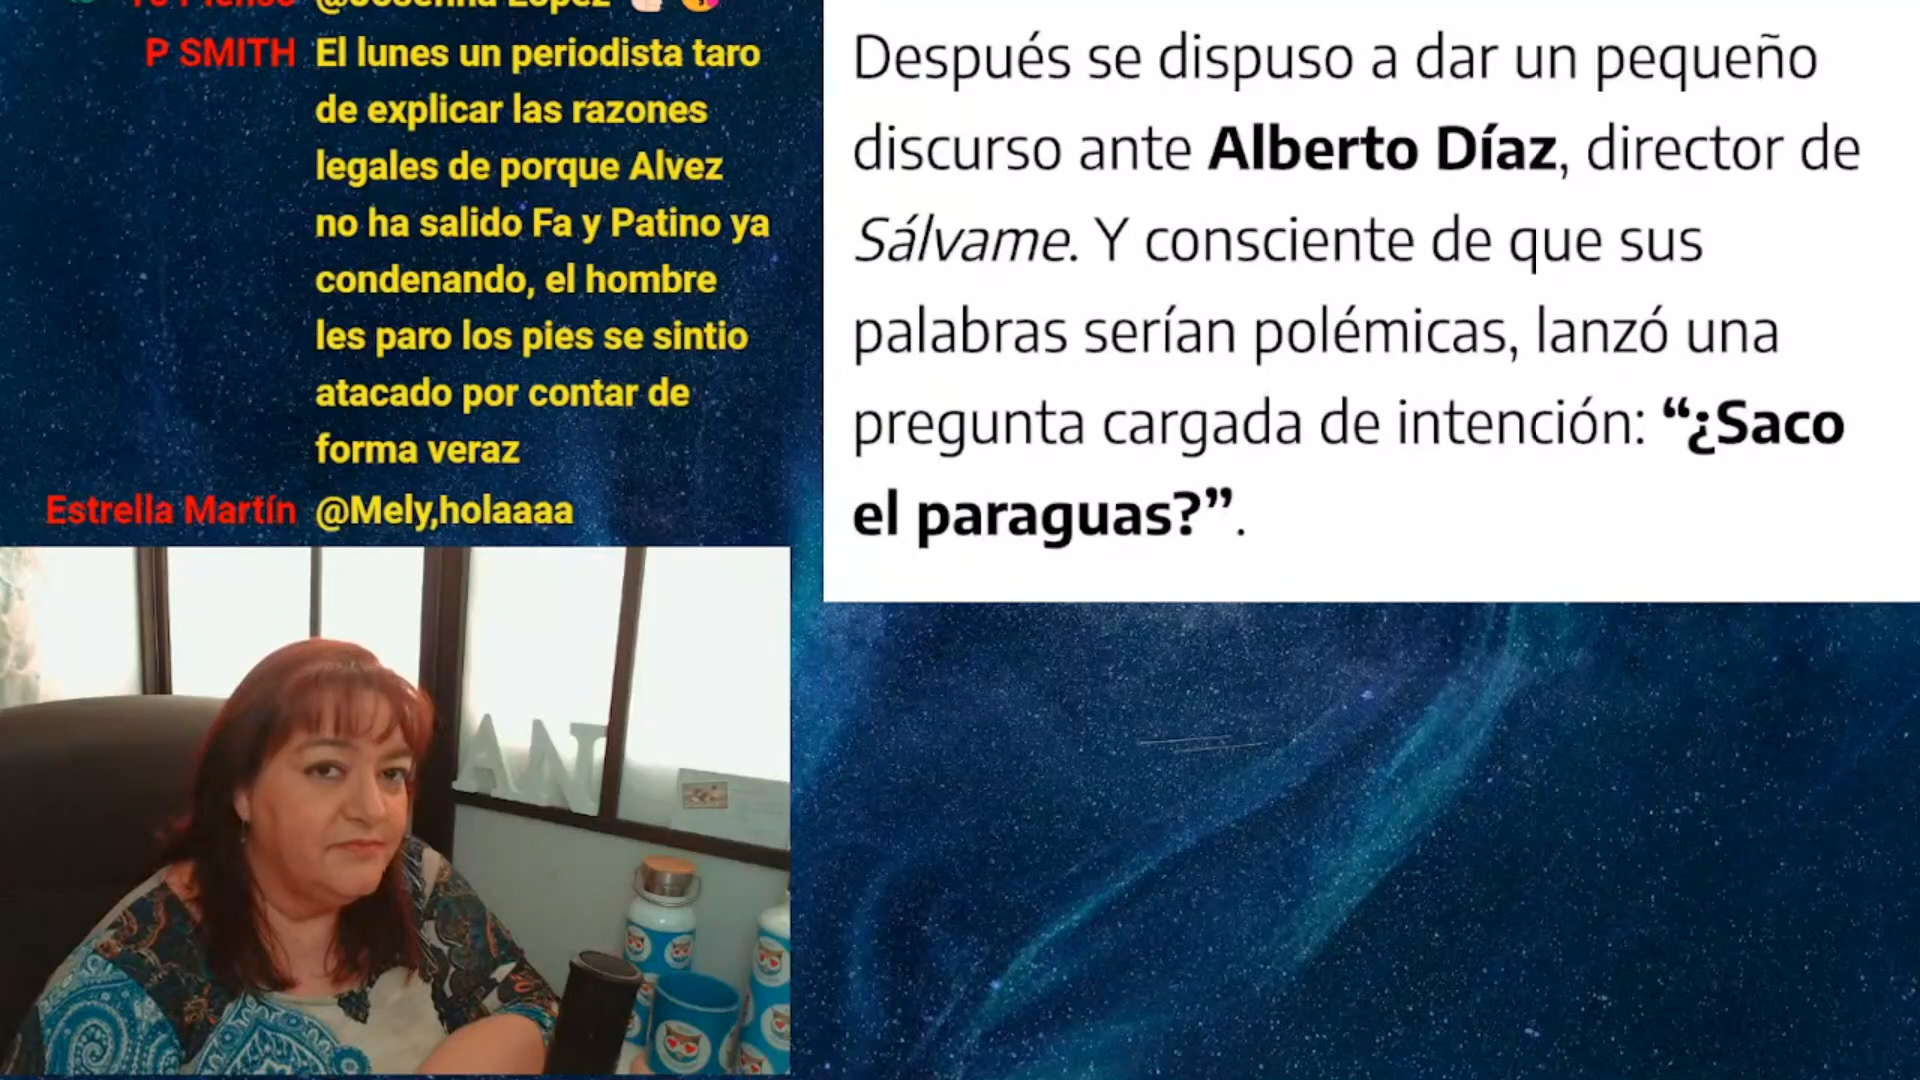 P SMITH El lunes un periodista taro
de explicar las razones
legales de porque Alvez
no ha salido Fa y Patino ya
condenando, el hombre
les paro los pies se sintio
atacado por contar de
forma veraz
Estrella Martín @Mely,holaaaa
Después se dispuso a dar un pequeño
discurso ante Alberto Díaz, director de
Sálvame. Y consciente de que sus
palabras serían polémicas, lanzó una
pregunta cargada de intención: “¿Saco
el paraguas?”.
AN